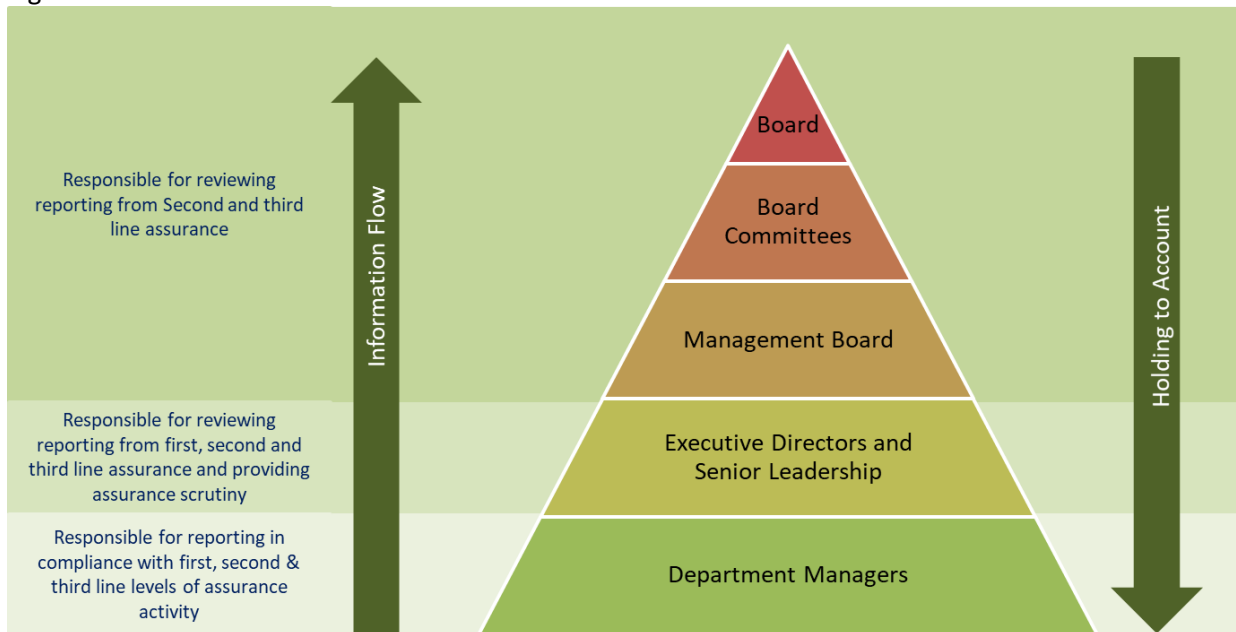 Board
Responsible for reviewing
reporting from Second and third
line assurance
Information Flow
Board
Committees
Holding to Account
Management Board
Responsible for reviewing
reporting from first, second and
third line assurance and providing
assurance scrutiny
Executive Directors and
Senior Leadership
Responsible for reporting in
compliance with first, second &
third line levels of assurance
activity
Department Managers